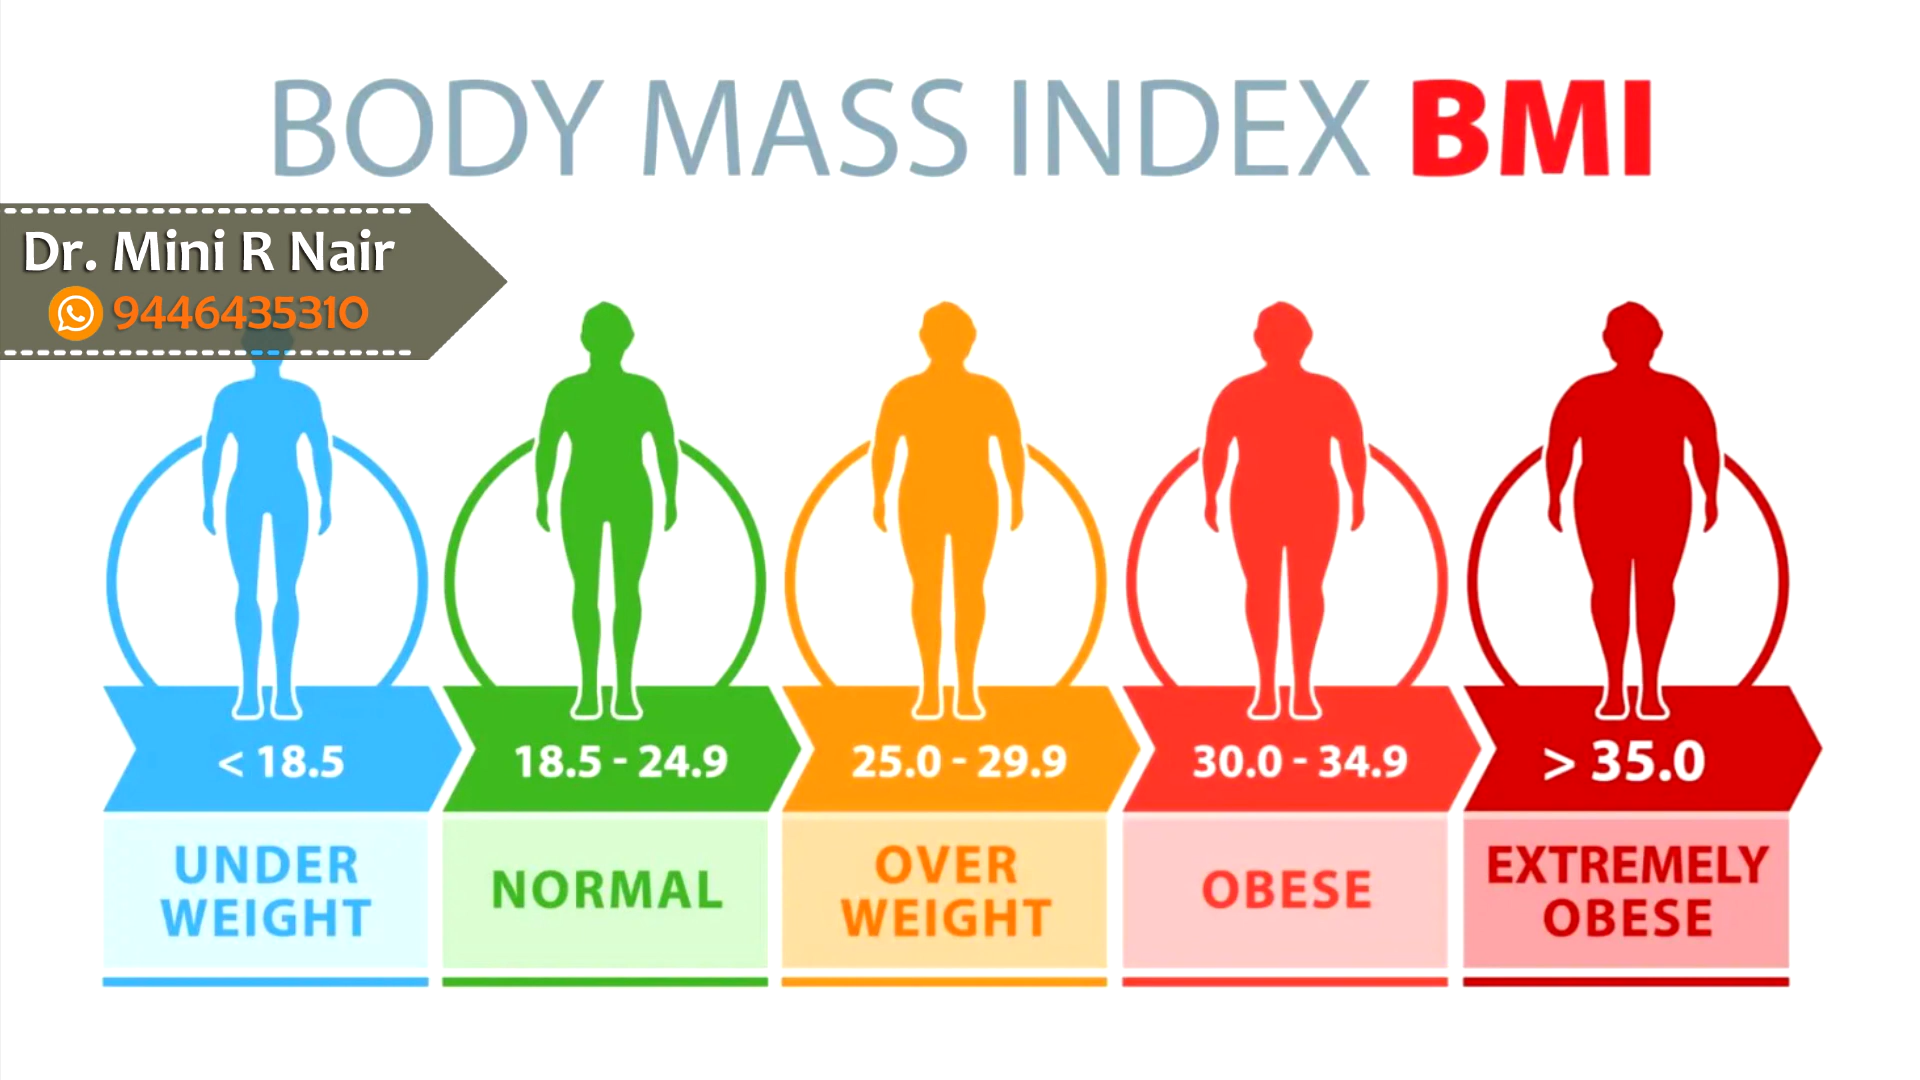 BODY MASS INDEX BMI
Dr. Mini R Nair
9446435310
< 18.5
18.5 - 24.9
25.0 - 29.9
30.0 - 34.9
> 35.0
UNDER
WEIGHT
NORMAL
OVER
WEIGHT
OBESE
EXTREMELY
OBESE